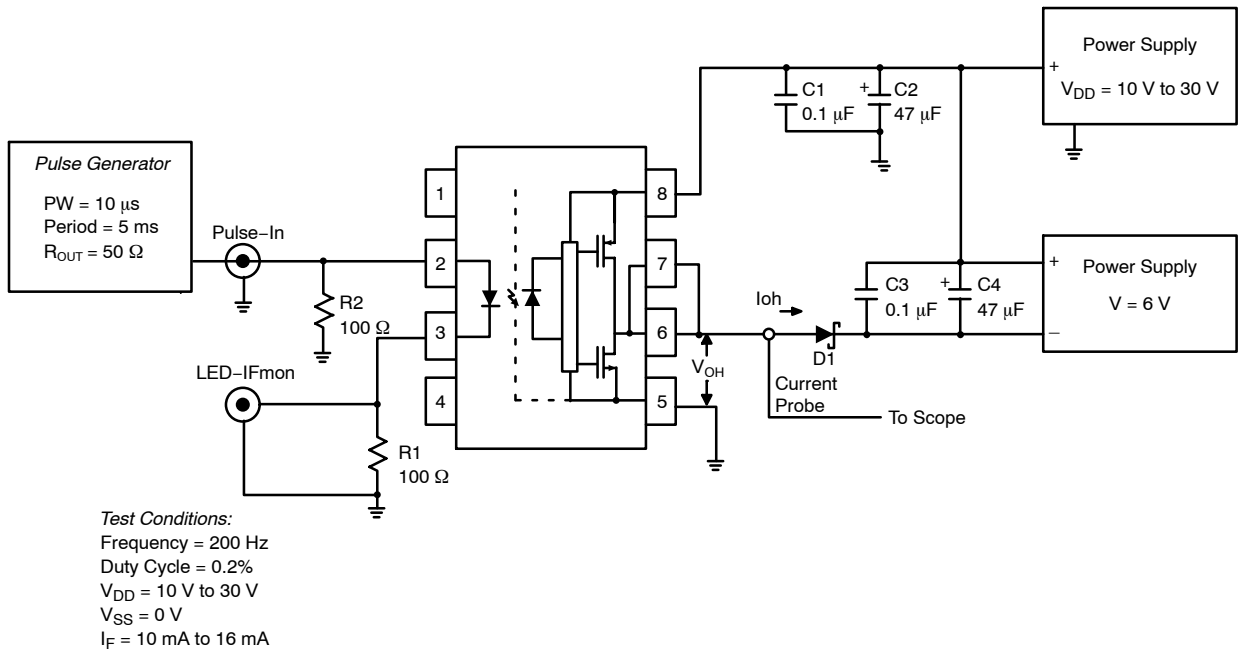 Power Supply
+
V_DD = 10 V to 30 V
C1
0.1 μF
+
C2
47 μF
Pulse Generator
PW = 10 μs
Period = 5 ms
R_OUT = 50 Ω
Pulse−In
R2
100 Ω
LED−IFmon
R1
100 Ω
1
2
3
4
8
7
6
5
V_OH
Ioh
D1
Current
Probe
To Scope
C3
0.1 μF
+
C4
47 μF
+
Power Supply
V = 6 V
−
Test Conditions:
Frequency = 200 Hz
Duty Cycle = 0.2%
V_DD = 10 V to 30 V
V_SS = 0 V
I_F = 10 mA to 16 mA